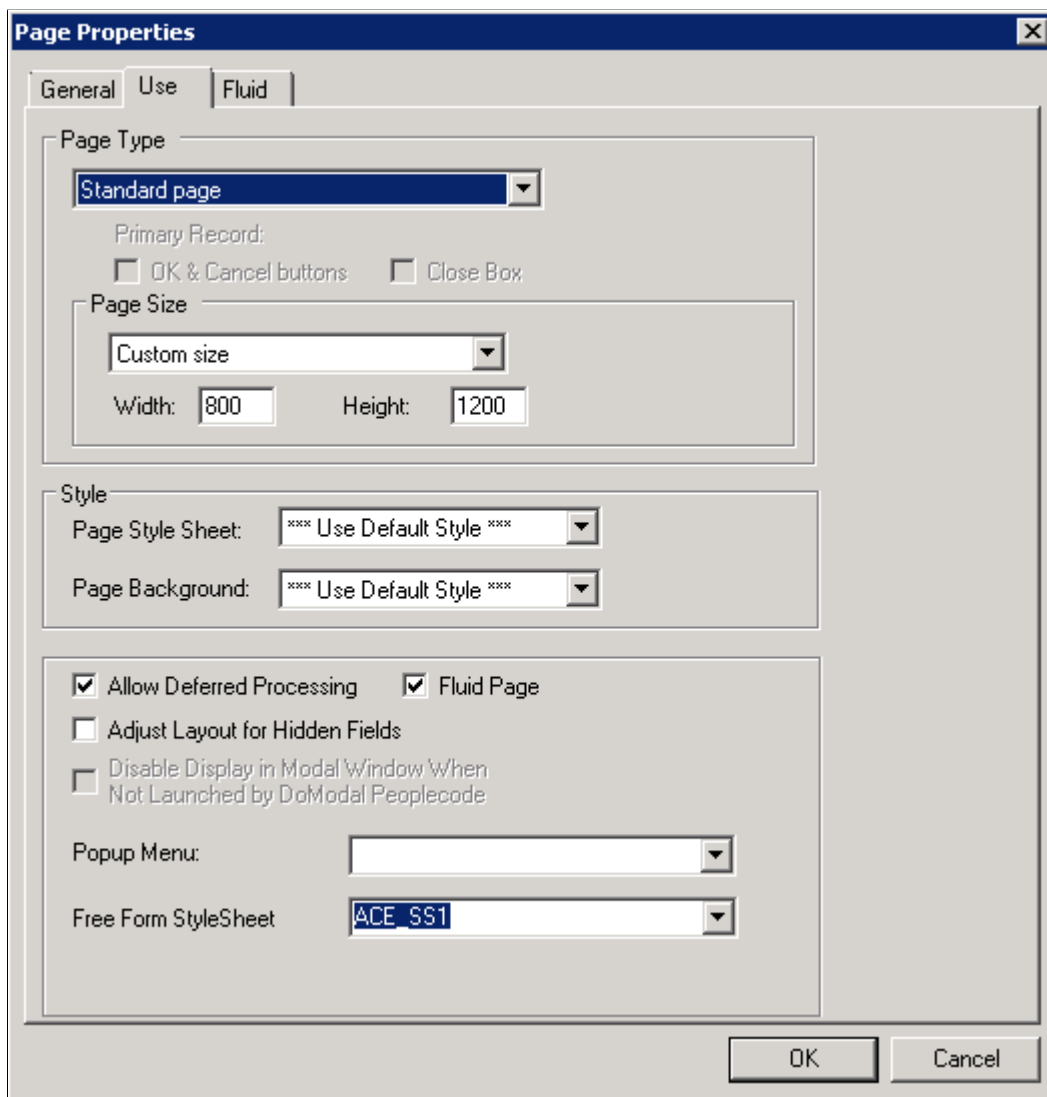 Page Properties
General Use Fluid
Page Type
Standard page
Primary Record:
OK & Cancel buttons Close Box
Page Size
Custom size
Width: 800 Height: 1200
Style
Page Style Sheet: *** Use Default Style ***
Page Background: *** Use Default Style ***
Allow Deferred Processing Fluid Page
Adjust Layout for Hidden Fields
Disable Display in Modal Window When
Not Launched by DoModal Peoplecode
Popup Menu:
Free Form StyleSheet ACE_SS1
OK Cancel